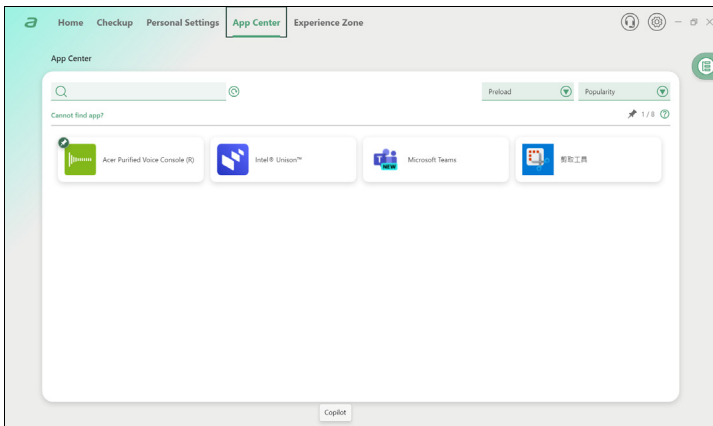 a Home Checkup Personal Settings App Center Experience Zone
App Center
Preload Popularity
Cannot find app? 1 / 8
Acer Purified Voice Console (R) Intel® Unison™ Microsoft Teams 剪取工具
NEW
Copilot